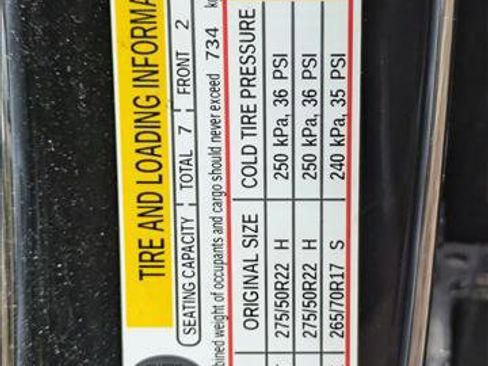 TIRE AND LOADING INFORMA
SEATING CAPACITY TOTAL 7 FRONT 2
of occupants and cargo should never exceed 734
ORIGINAL SIZE COLD TIRE PRESSURE
275/50R22 H 250 kPa, 36 PSI
275/50R22 H 250 kPa, 36 PSI
265/70R17 S 240 kPa, 35 PSI